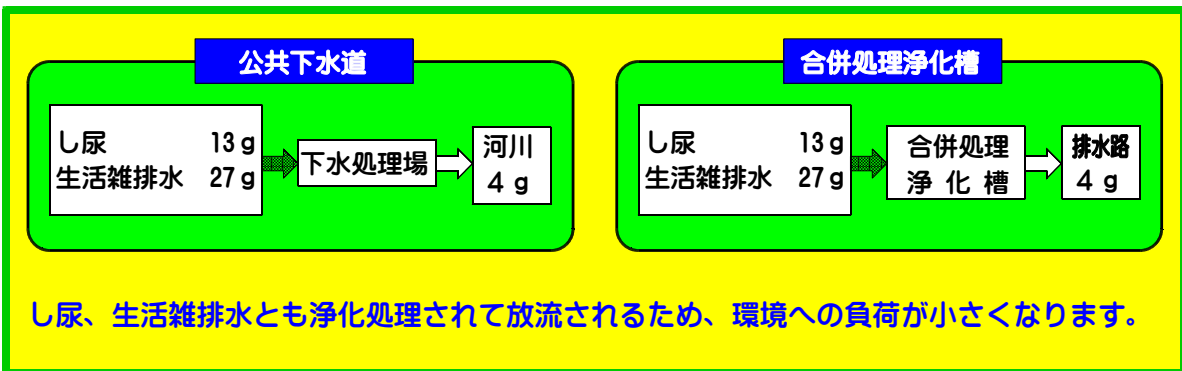 公共下水道
し尿 13g
生活雑排水 27g
下水処理場
河川
4g
合併処理浄化槽
し尿 13g
生活雑排水 27g
合併処理
浄化槽
排水路
4g
し尿、生活雑排水とも浄化処理されて放流されるため、環境への負荷が小さくなります。